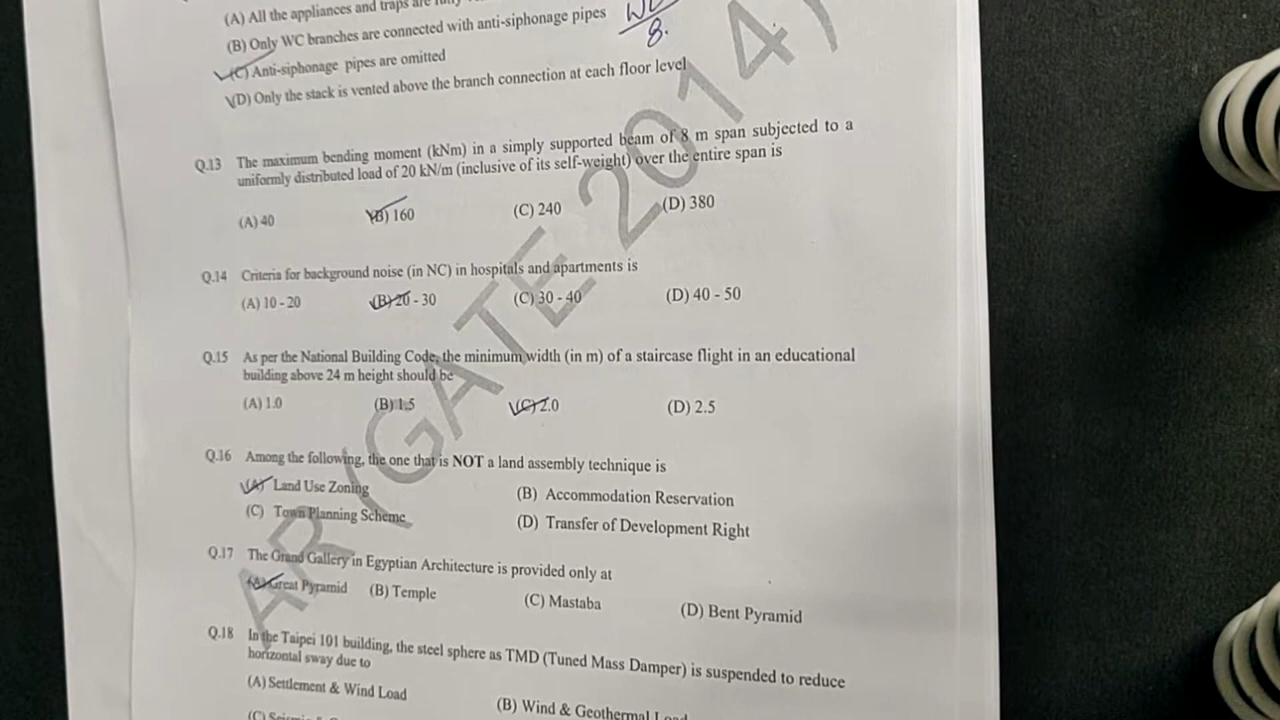 (A) All the appliances and traps are
(B) Only WC branches are connected with anti-siphonage pipes
8.
(C) Anti-siphonage pipes are omitted
(D) Only the stack is vented above the branch connection at each floor level
Q.13 The maximum bending moment (kNm) in a simply supported beam of 8 m span subjected to a
uniformly distributed load of 20 kN/m (inclusive of its self-weight) over the entire span is
(A) 40 (B) 160 (C) 240 (D) 380
Q.14 Criteria for background noise (in NC) in hospitals and apartments is
(A) 10 - 20 (B) 20 - 30 (C) 30 - 40 (D) 40 - 50
Q.15 As per the National Building Code, the minimum width (in m) of a staircase flight in an educational
building above 24 m height should be
(A) 1.0 (B) 1.5 (C) 2.0 (D) 2.5
Q.16 Among the following, the one that is NOT a land assembly technique is
(A) Land Use Zoning (B) Accommodation Reservation
(C) Town Planning Scheme (D) Transfer of Development Right
Q.17 The Grand Gallery in Egyptian Architecture is provided only at
(A) Great Pyramid (B) Temple (C) Mastaba (D) Bent Pyramid
Q.18 In the Taipei 101 building, the steel sphere as TMD (Tuned Mass Damper) is suspended to reduce
horizontal sway due to
(A) Settlement & Wind Load (B) Wind & Geothermal Load
AR (GATE 2014)